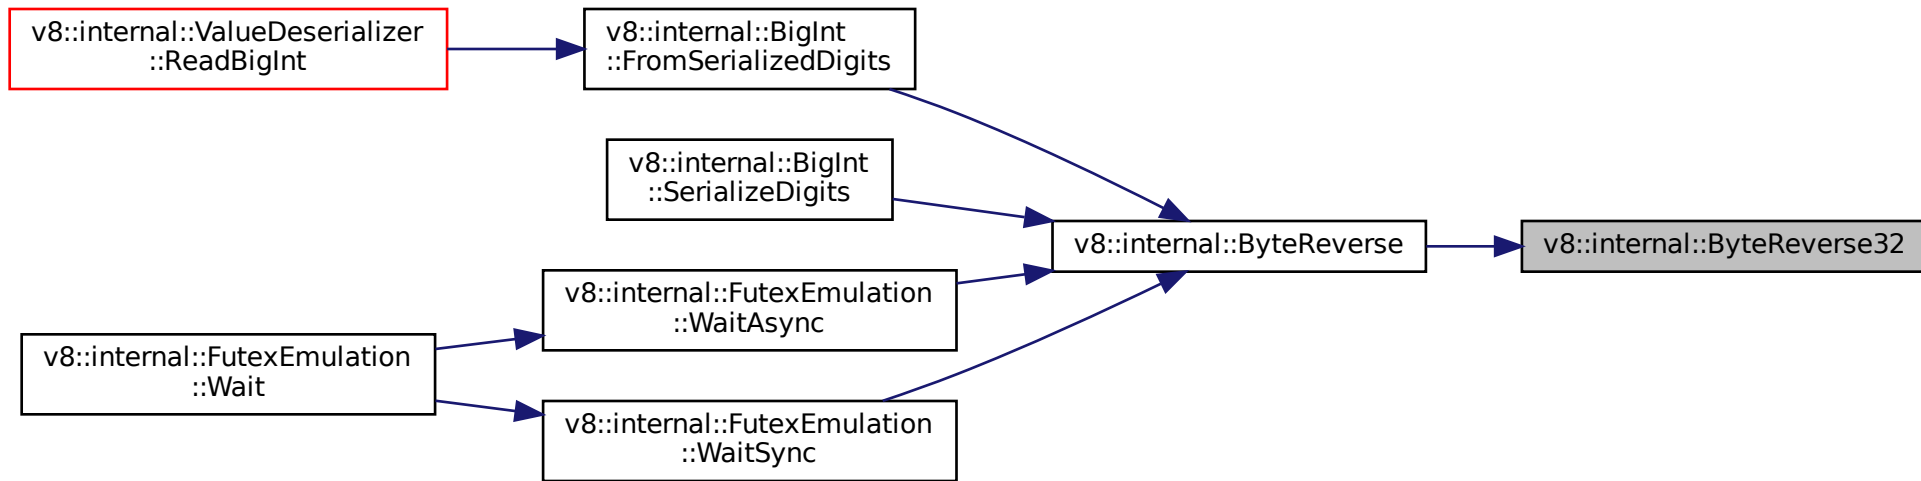 v8::internal::ValueDeserializer
::ReadBigInt
v8::internal::BigInt
::FromSerializedDigits
v8::internal::BigInt
::SerializeDigits
v8::internal::ByteReverse
v8::internal::ByteReverse32
v8::internal::FutexEmulation
::WaitAsync
v8::internal::FutexEmulation
::Wait
v8::internal::FutexEmulation
::WaitSync